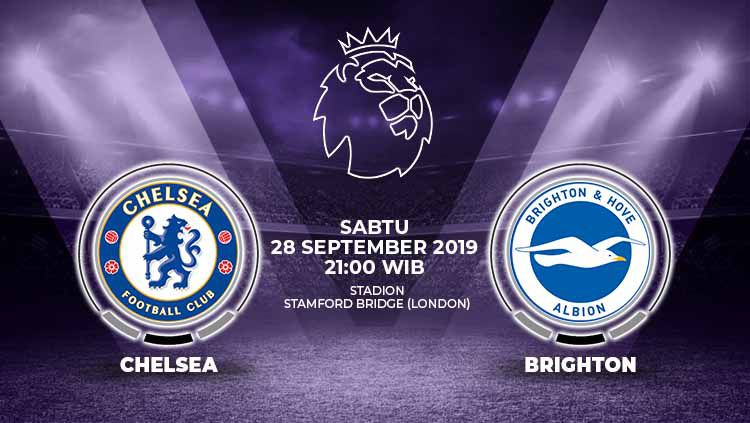 CHELSEA
FOOTBALL CLUB
SABTU
28 SEPTEMBER 2019
21:00 WIB
STADION
STAMFORD BRIDGE (LONDON)
BRIGHTON & HOVE
ALBION
CHELSEA
BRIGHTON